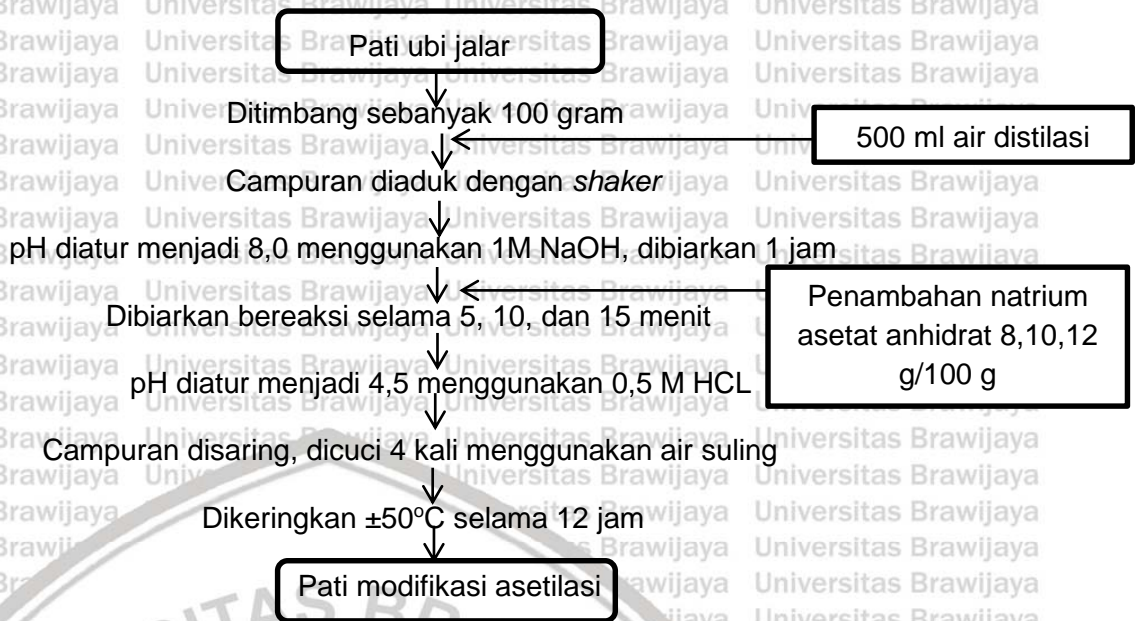 Pati ubi jalar
Ditimbang sebanyak 100 gram
500 ml air distilasi
Campuran diaduk dengan shaker
pH diatur menjadi 8,0 menggunakan 1M NaOH, dibiarkan 1 jam
Penambahan natrium
asetat anhidrat 8,10,12
g/100 g
Dibiarkan bereaksi selama 5, 10, dan 15 menit
pH diatur menjadi 4,5 menggunakan 0,5 M HCL
Campuran disaring, dicuci 4 kali menggunakan air suling
Dikeringkan ±50°C selama 12 jam
Pati modifikasi asetilasi